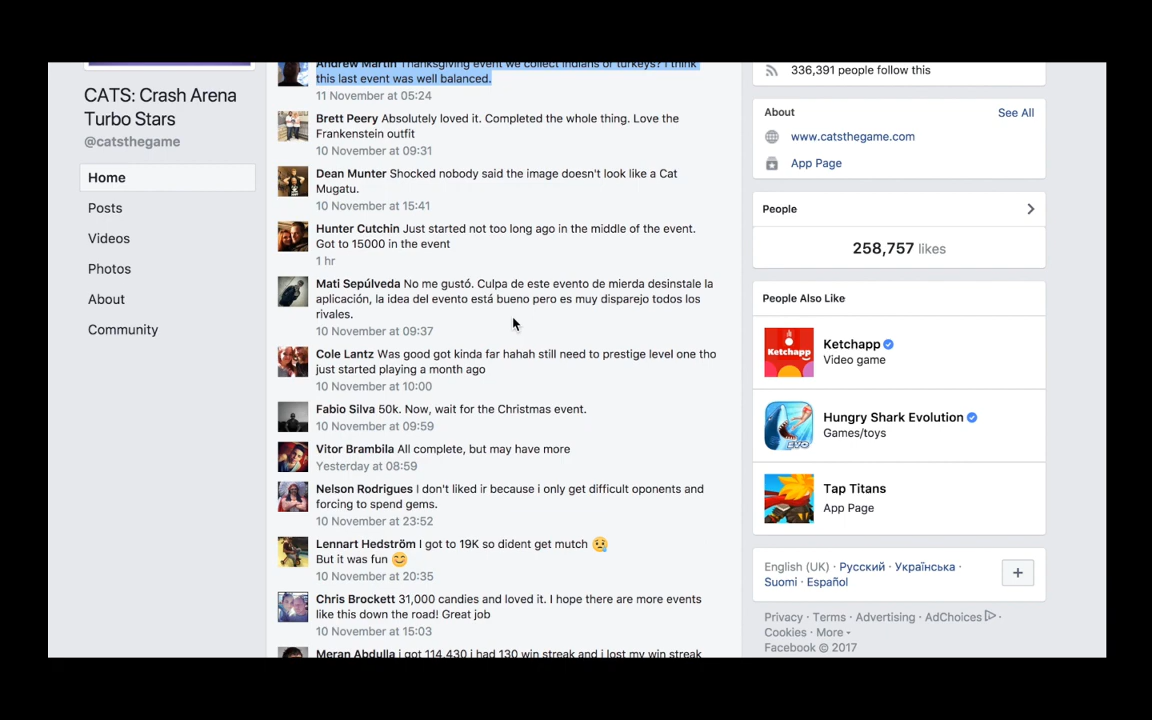 CATS: Crash Arena
Turbo Stars
@catsthegame
Home
Posts
Videos
Photos
About
Community
Andrew Martin Thanksgiving event we collect indians or turkeys? I think
this last event was well balanced.
11 November at 05:24
Brett Peery Absolutely loved it. Completed the whole thing. Love the
Frankenstein outfit
10 November at 09:31
Dean Munter Shocked nobody said the image doesn't look like a Cat
Mugatu.
10 November at 15:41
Hunter Cutchin Just started not too long ago in the middle of the event.
Got to 15000 in the event
1 hr
Mati Sepúlveda No me gustó. Culpa de este evento de mierda desinstale la
aplicación, la idea del evento está bueno pero es muy disparejo todos los
rivales.
10 November at 09:37
Cole Lantz Was good got kinda far hahah still need to prestige level one tho
just started playing a month ago
10 November at 10:00
Fabio Silva 50k. Now, wait for the Christmas event.
10 November at 09:59
Vitor Brambila All complete, but may have more
Yesterday at 08:59
Nelson Rodrigues I don't liked ir because i only get difficult oponents and
forcing to spend gems.
10 November at 23:52
Lennart Hedström I got to 19K so dident get mutch 😢
But it was fun 😊
10 November at 20:35
Chris Brockett 31,000 candies and loved it. I hope there are more events
like this down the road! Great job
10 November at 15:03
Meran Abdulla i got 114,430 i had 130 win streak and i lost my win streak
336,391 people follow this
About
See All
www.catsthegame.com
App Page
People
258,757 likes
People Also Like
Ketchapp
Ketchapp
Video game
EVO
Hungry Shark Evolution
Games/toys
Tap Titans
App Page
English (UK) · Русский · Українська ·
Suomi · Español
+
Privacy · Terms · Advertising · AdChoices ·
Cookies · More
Facebook © 2017